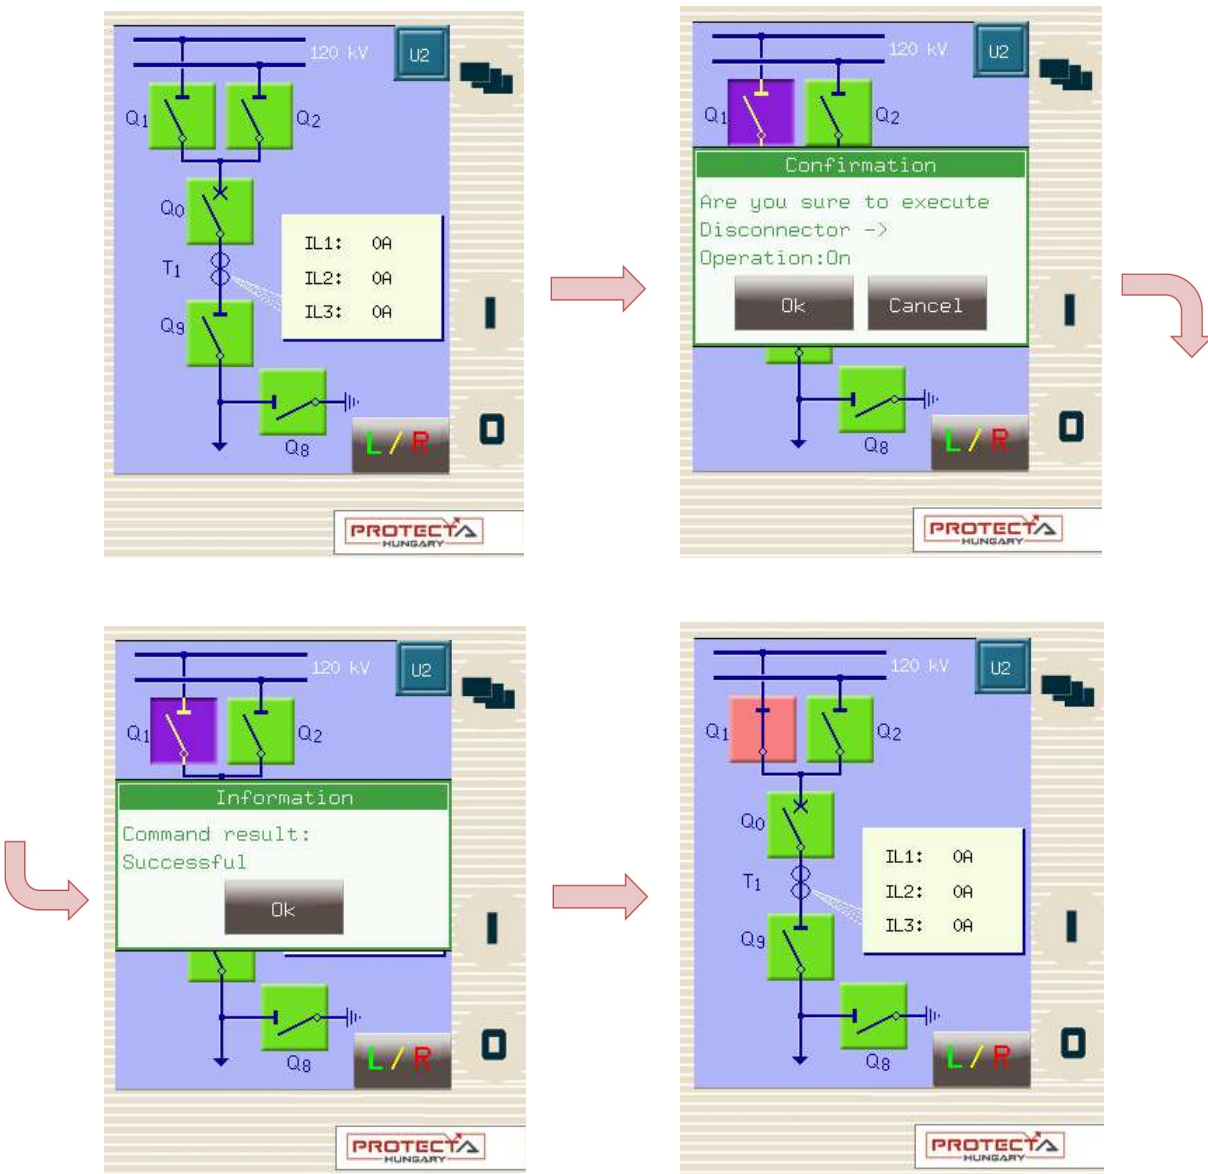 120 kV
U2
Q1
Q2
Q0
IL1: 0A
T1
IL2: 0A
IL3: 0A
Q9
Q8
L/R
I
O
PROTECTA
HUNGARY
120 kV
U2
Q1
Q2
Confirmation
Are you sure to execute
Disconnector ->
Operation:On
Ok
Cancel
Q8
L/R
I
O
PROTECTA
HUNGARY
120 kV
U2
Q1
Q2
Information
Command result:
Successful
Ok
Q8
L/R
I
O
PROTECTA
HUNGARY
120 kV
U2
Q1
Q2
Q0
IL1: 0A
T1
IL2: 0A
IL3: 0A
Q9
Q8
L/R
I
O
PROTECTA
HUNGARY